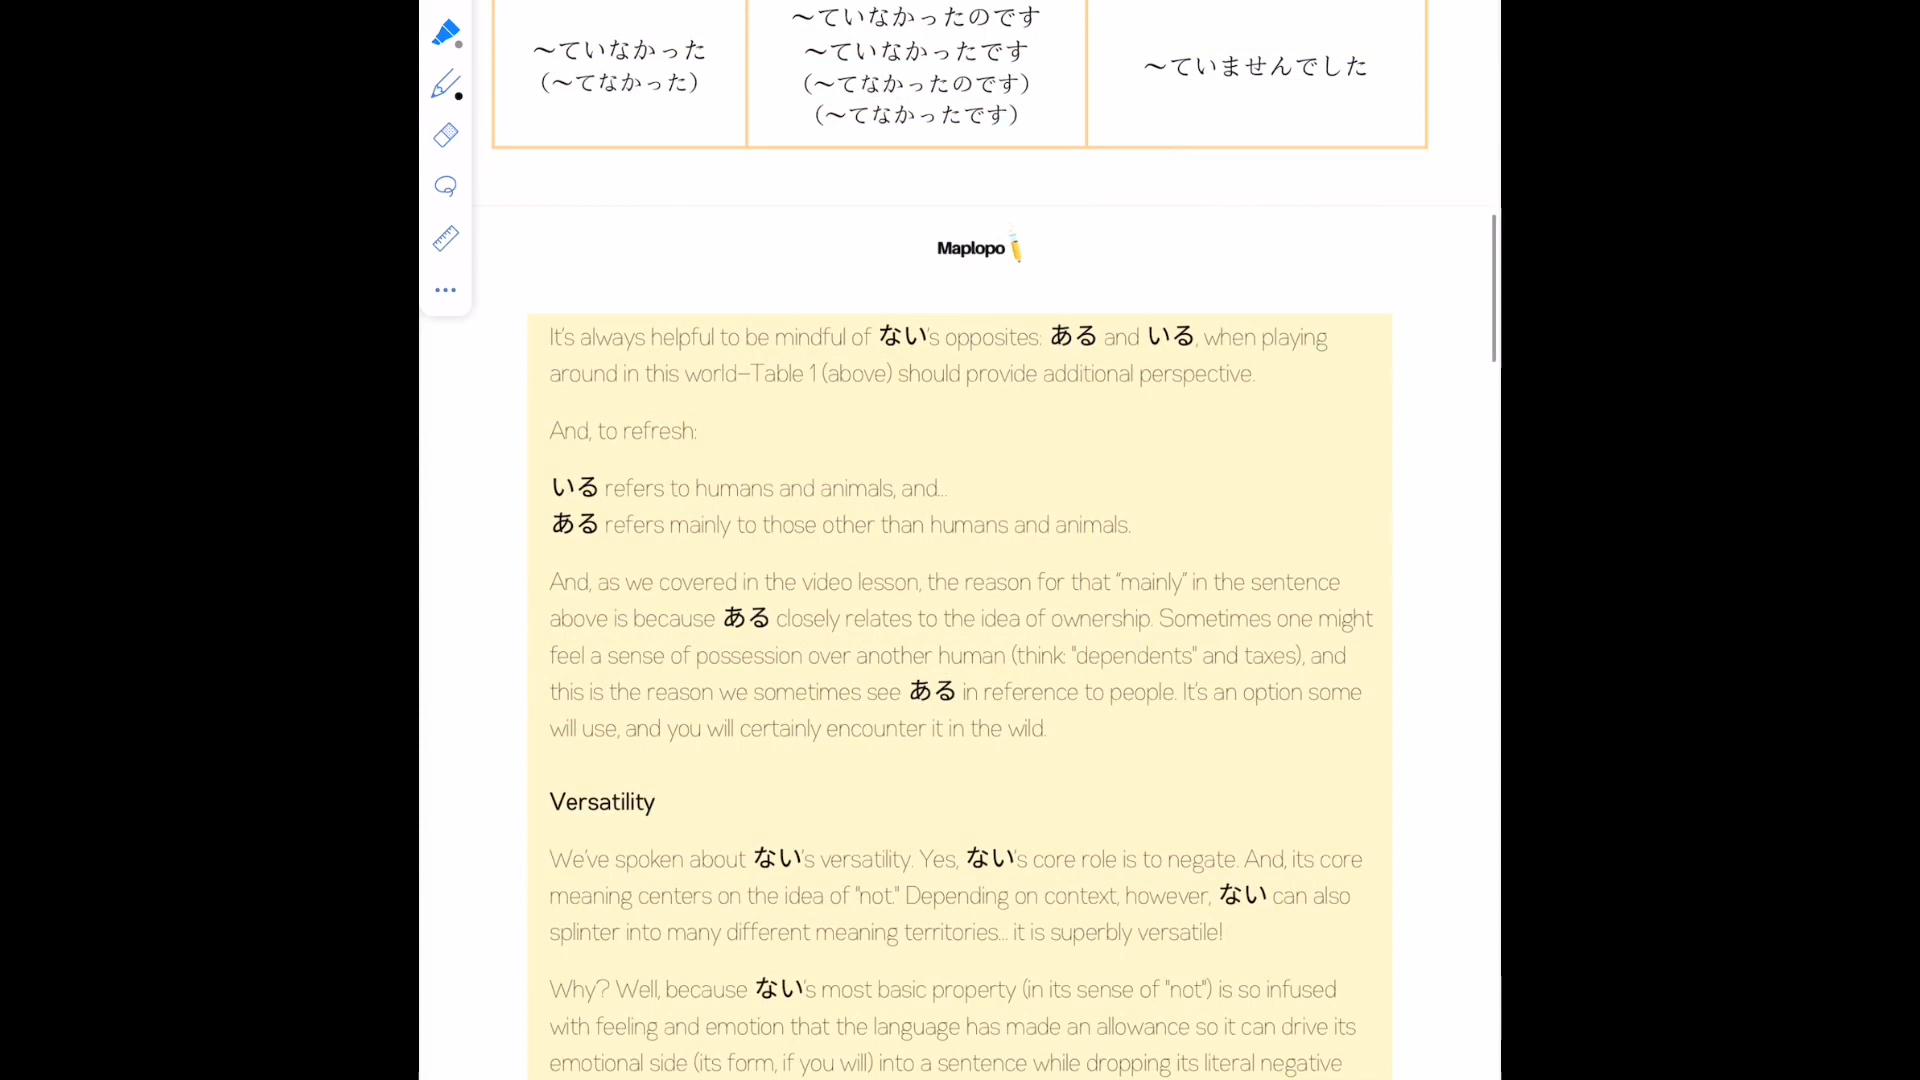 〜ていなかった
(〜てなかった)
〜ていなかったのです
〜ていなかったです
(〜てなかったのです)
(〜てなかったです)
〜ていませんでした
Maplopo
It's always helpful to be mindful of ない's opposites: ある and いる, when playing
around in this world–Table 1 (above) should provide additional perspective.
And, to refresh:
いる refers to humans and animals, and...
ある refers mainly to those other than humans and animals.
And, as we covered in the video lesson, the reason for that "mainly" in the sentence
above is because ある closely relates to the idea of ownership. Sometimes one might
feel a sense of possession over another human (think: "dependents" and taxes), and
this is the reason we sometimes see ある in reference to people. It's an option some
will use, and you will certainly encounter it in the wild.
Versatility
We've spoken about ない's versatility. Yes, ない's core role is to negate. And, its core
meaning centers on the idea of "not." Depending on context, however, ない can also
splinter into many different meaning territories... it is superbly versatile!
Why? Well, because ない's most basic property (in its sense of "not") is so infused
with feeling and emotion that the language has made an allowance so it can drive its
emotional side (its form, if you will) into a sentence while dropping its literal negative